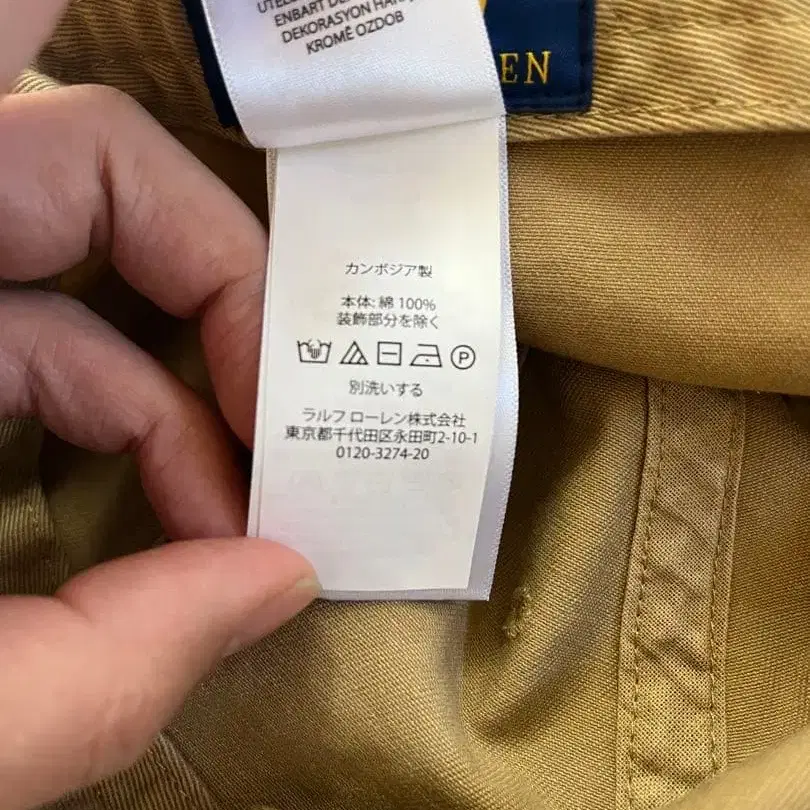 ENBART DE
DEKORASYON HARİ
KROMĚ OZDOB
EN
カンボジア製
本体: 綿 100%
装飾部分を除く
P
別洗いする
ラルフ ローレン株式会社
東京都千代田区永田町2-10-1
0120-3274-20